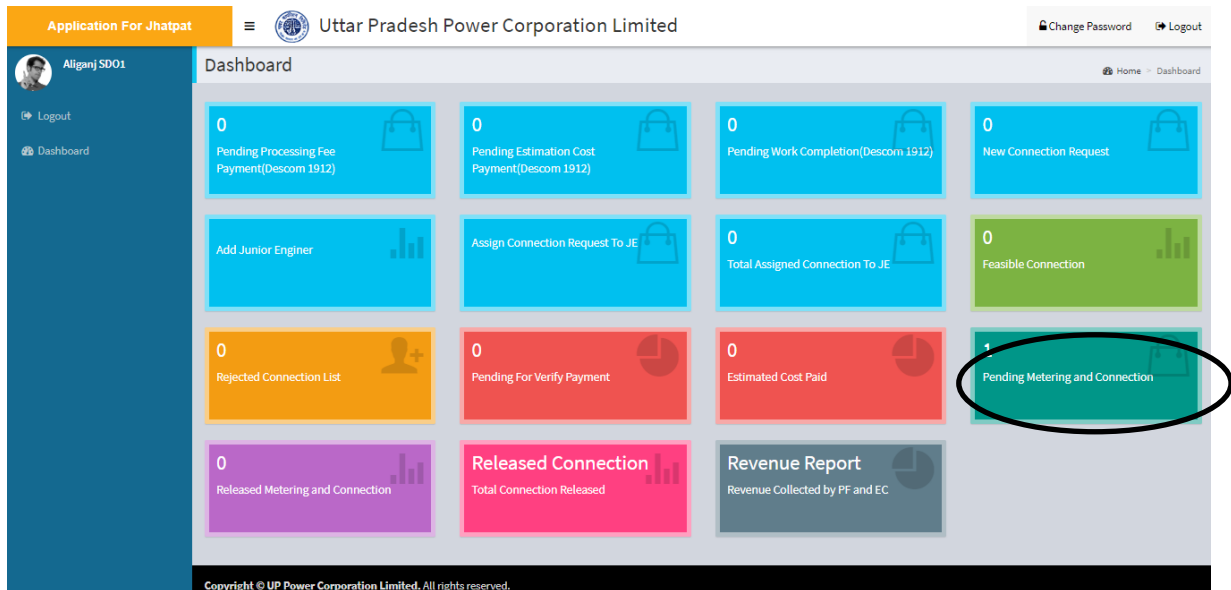 Application For Jhatpat
Uttar Pradesh Power Corporation Limited
Change Password
Logout
Aliganj SDO1
Logout
Dashboard
Dashboard
Home > Dashboard
0
Pending Processing Fee
Payment(Descom 1912)
0
Pending Estimation Cost
Payment(Descom 1912)
0
Pending Work Completion(Descom 1912)
0
New Connection Request
Add Junior Enginer
Assign Connection Request To JE
0
Total Assigned Connection To JE
0
Feasible Connection
0
Rejected Connection List
0
Pending For Verify Payment
0
Estimated Cost Paid
1
Pending Metering and Connection
0
Released Metering and Connection
Released Connection
Total Connection Released
Revenue Report
Revenue Collected by PF and EC
Copyright © UP Power Corporation Limited. All rights reserved.